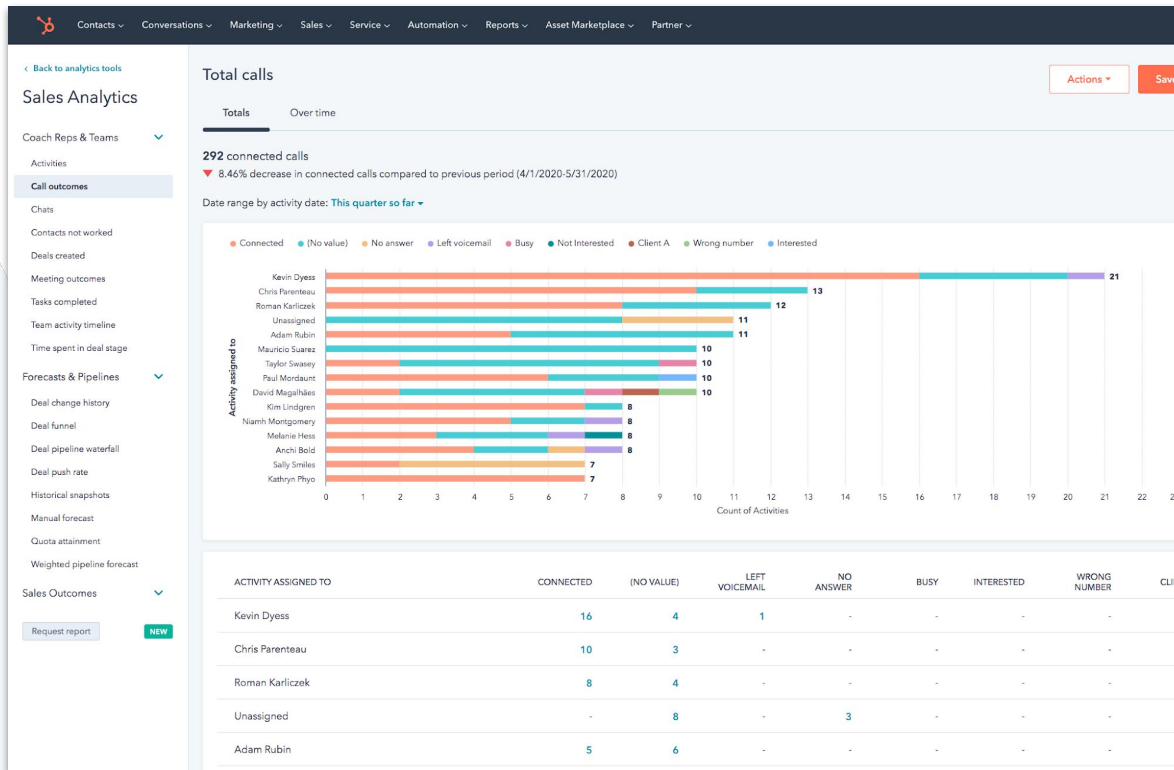 Contacts Conversations Marketing Sales Service Automation Reports Asset Marketplace Partner
Back to analytics tools
Sales Analytics
Coach Reps & Teams
Activities
Call outcomes
Chats
Contacts not worked
Deals created
Meeting outcomes
Tasks completed
Team activity timeline
Time spent in deal stage
Forecasts & Pipelines
Deal change history
Deal funnel
Deal pipeline waterfall
Deal push rate
Historical snapshots
Manual forecast
Quota attainment
Weighted pipeline forecast
Sales Outcomes
Request report NEW
Total calls
Actions Save
Totals Over time
292 connected calls
8.46% decrease in connected calls compared to previous period (4/1/2020-5/31/2020)
Date range by activity date: This quarter so far
Connected (No value) No answer Left voicemail Busy Not Interested Client A Wrong number Interested
Activity assigned to
Kevin Dyess 21
Chris Parenteau 13
Roman Karliczek 12
Unassigned 11
Adam Rubin 11
Mauricio Suarez 10
Taylor Swasey 10
Paul Mordaunt 10
David Magalhães 10
Kim Lindgren 8
Niamh Montgomery 8
Melanie Hess 8
Anchi Bold 8
Sally Smiles 7
Kathryn Phyo 7
0 1 2 3 4 5 6 7 8 9 10 11 12 13 14 15 16 17 18 19 20 21 22 2
Count of Activities
ACTIVITY ASSIGNED TO CONNECTED (NO VALUE) LEFT VOICEMAIL NO ANSWER BUSY INTERESTED WRONG NUMBER CLI
Kevin Dyess 16 4 1 - - - -
Chris Parenteau 10 3 - - - - -
Roman Karliczek 8 4 - - - - -
Unassigned - 8 - 3 - - -
Adam Rubin 5 6 - - - - -